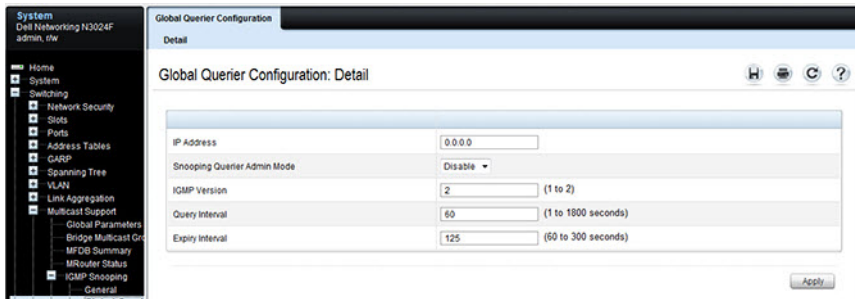 System
Dell Networking N3024F
admin, r/w
Home
System
Switching
Network Security
Slots
Ports
Address Tables
GARP
Spanning Tree
VLAN
Link Aggregation
Multicast Support
Global Parameters
Bridge Multicast Gro
MFDB Summary
MRouter Status
IGMP Snooping
General
Global Querier Configuration
Detail
Global Querier Configuration: Detail
IP Address 0.0.0.0
Snooping Querier Admin Mode Disable
IGMP Version 2 (1 to 2)
Query Interval 60 (1 to 1800 seconds)
Expiry Interval 125 (60 to 300 seconds)
Apply